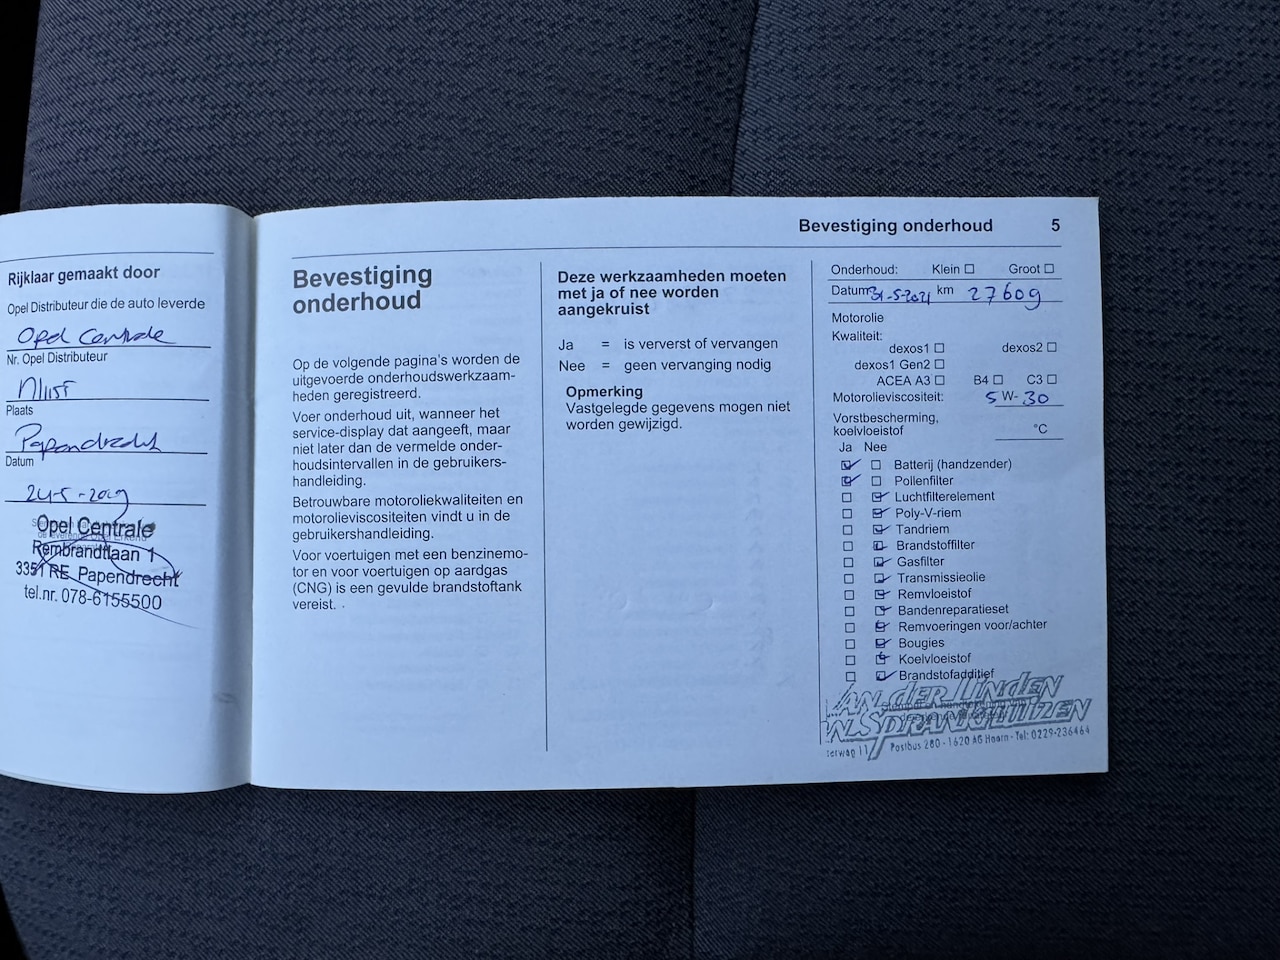 Rijklaar gemaakt door
Opel Distributeur die de auto leverde
Opel Centrale
Nr. Opel Distributeur
Plaats
Papendrecht
Datum
24-5-2019
Opel Centrale
Rembrandtlaan 1
3351 RE Papendrecht
tel.nr. 078-6155500
Bevestiging onderhoud 5
Bevestiging
onderhoud
Op de volgende pagina's worden de
uitgevoerde onderhoudswerkzaam-
heden geregistreerd.
Voer onderhoud uit, wanneer het
service-display dat aangeeft, maar
niet later dan de vermelde onder-
houdsintervallen in de gebruikers-
handleiding.
Betrouwbare motoroliekwaliteiten en
motorolieviscositeiten vindt u in de
gebruikershandleiding.
Voor voertuigen met een benzinemo-
tor en voor voertuigen op aardgas
(CNG) is een gevulde brandstoftank
vereist.
Deze werkzaamheden moeten
met ja of nee worden
aangekruist
Ja = is ververst of vervangen
Nee = geen vervanging nodig
Opmerking
Vastgelegde gegevens mogen niet
worden gewijzigd.
Onderhoud: Klein Groot
Datum 31-5-2021 km 27609
Motorolie
Kwaliteit:
dexos1 dexos2
dexos1 Gen2
ACEA A3 B4 C3
Motorolieviscositeit: 5 W- 30
Vorstbescherming,
koelvloeistof °C
Ja Nee
Batterij (handzender)
Pollenfilter
Luchtfilterelement
Poly-V-riem
Tandriem
Brandstoffilter
Gasfilter
Transmissieolie
Remvloeistof
Bandenreparatieset
Remvoeringen voor/achter
Bougies
Koelvloeistof
Brandstofadditief
VAN DER LINDEN
VAN SPRANKHUIZEN
Postbus 280 - 1620 AG Hoorn - Tel: 0229-236464